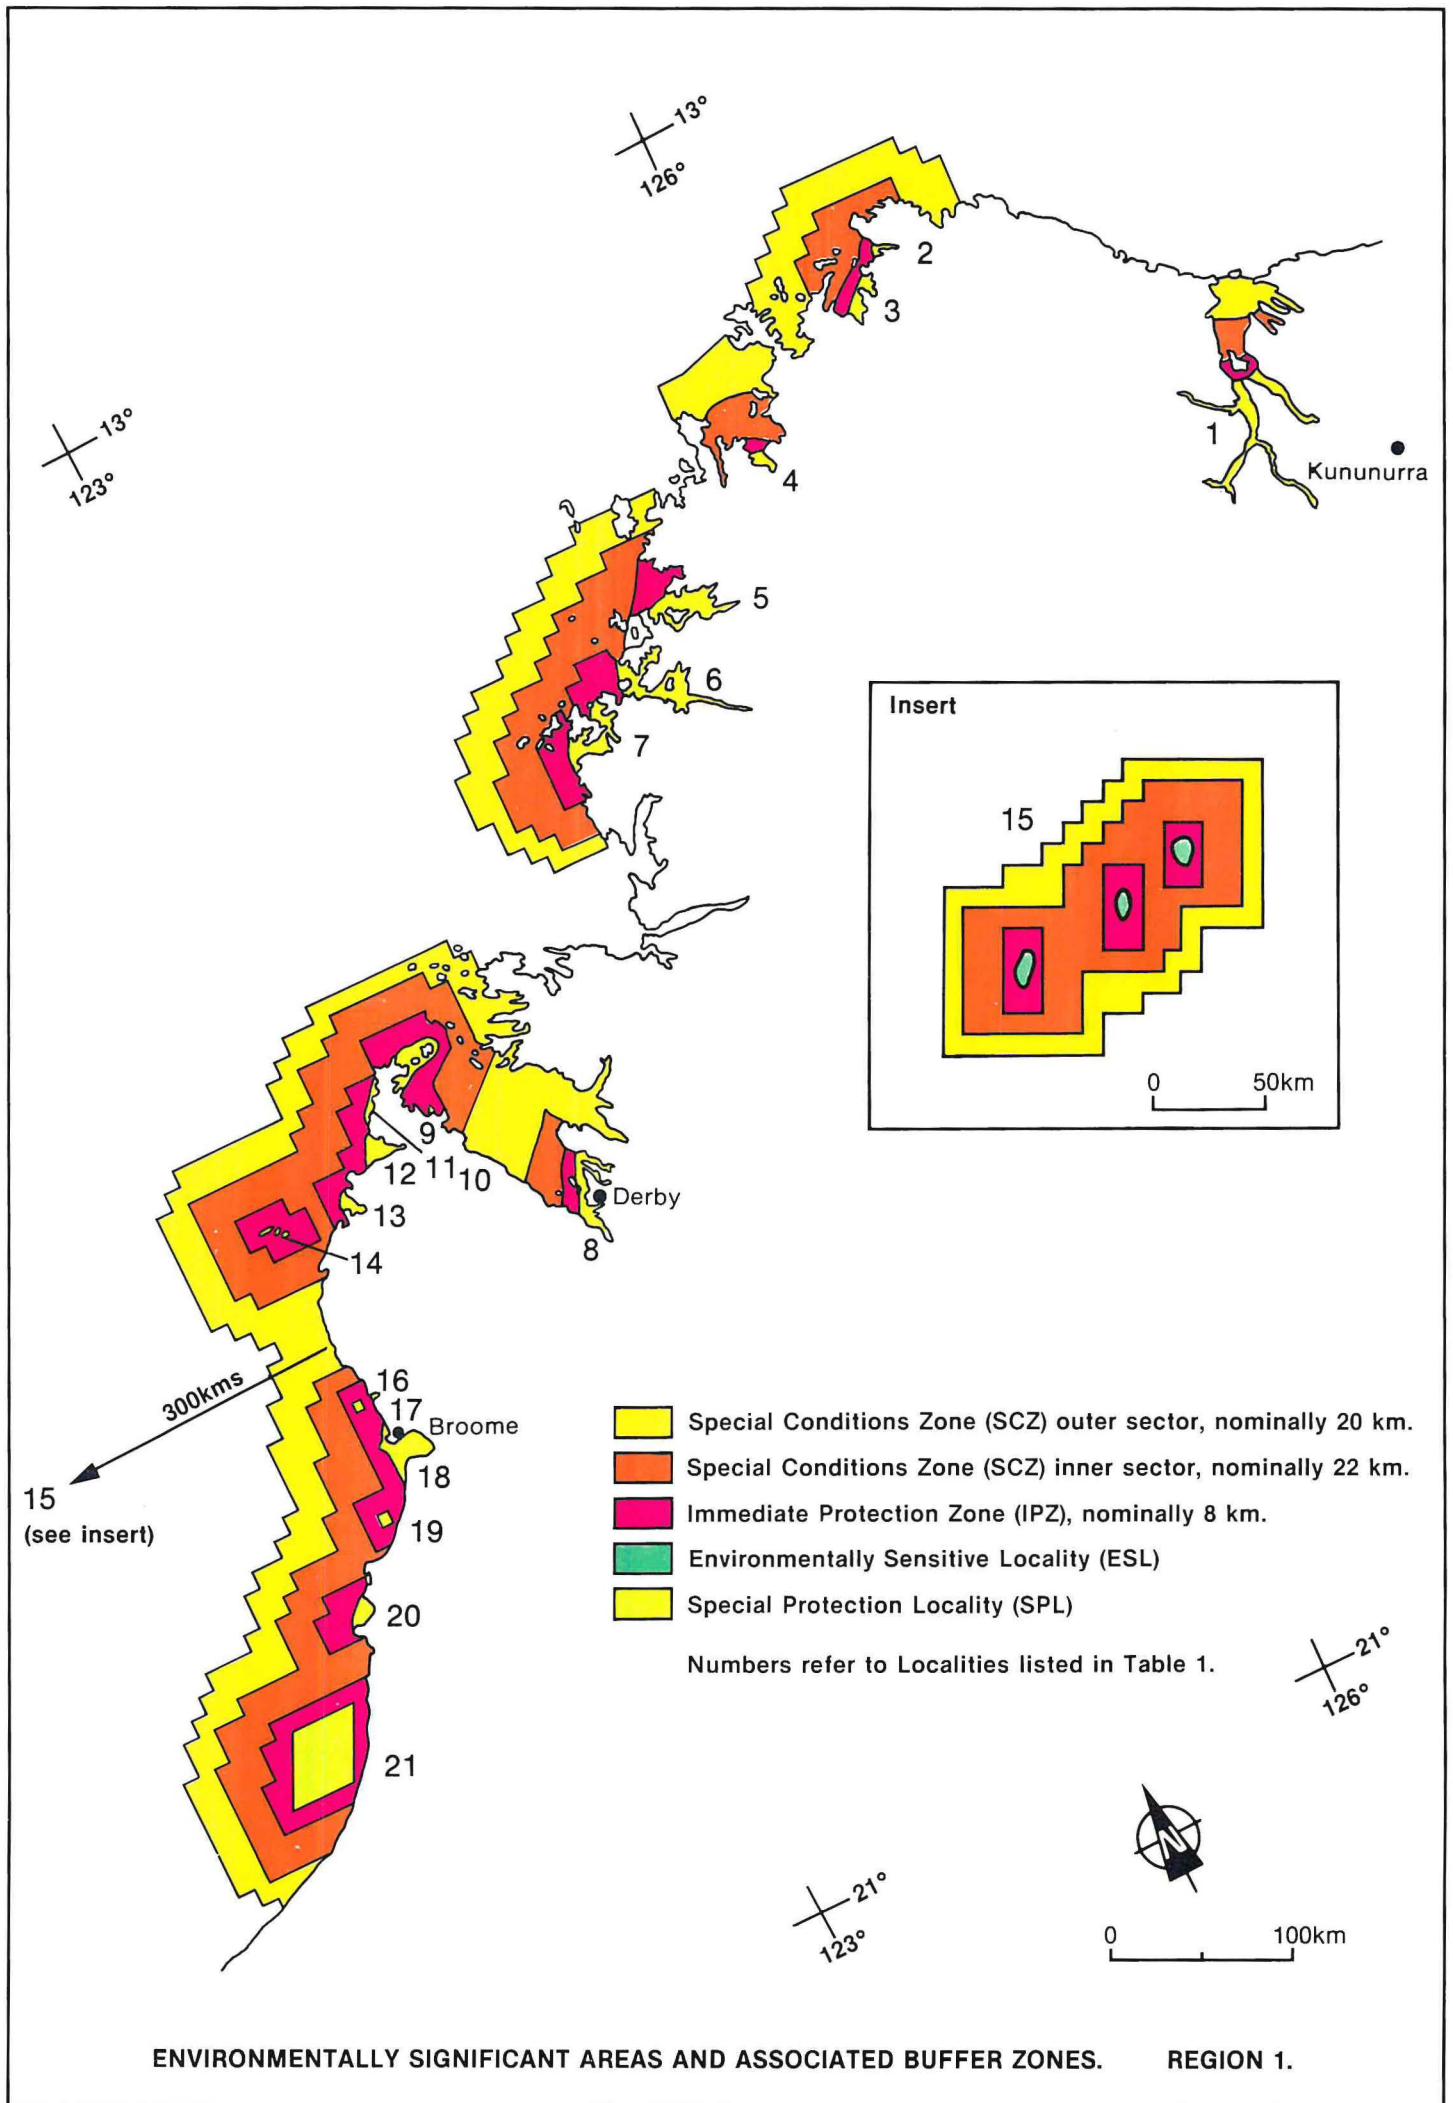 13°
126°
2
3
13°
123°
1
Kununurra
4
5
6
7
Insert
15
0 50km
9
12 11 10
13
Derby
8
14
300kms
16
17
Broome
18
15
(see insert)
19
20
21
Special Conditions Zone (SCZ) outer sector, nominally 20 km.
Special Conditions Zone (SCZ) inner sector, nominally 22 km.
Immediate Protection Zone (IPZ), nominally 8 km.
Environmentally Sensitive Locality (ESL)
Special Protection Locality (SPL)
Numbers refer to Localities listed in Table 1.
21°
126°
N
21°
123°
0 100km
ENVIRONMENTALLY SIGNIFICANT AREAS AND ASSOCIATED BUFFER ZONES. REGION 1.